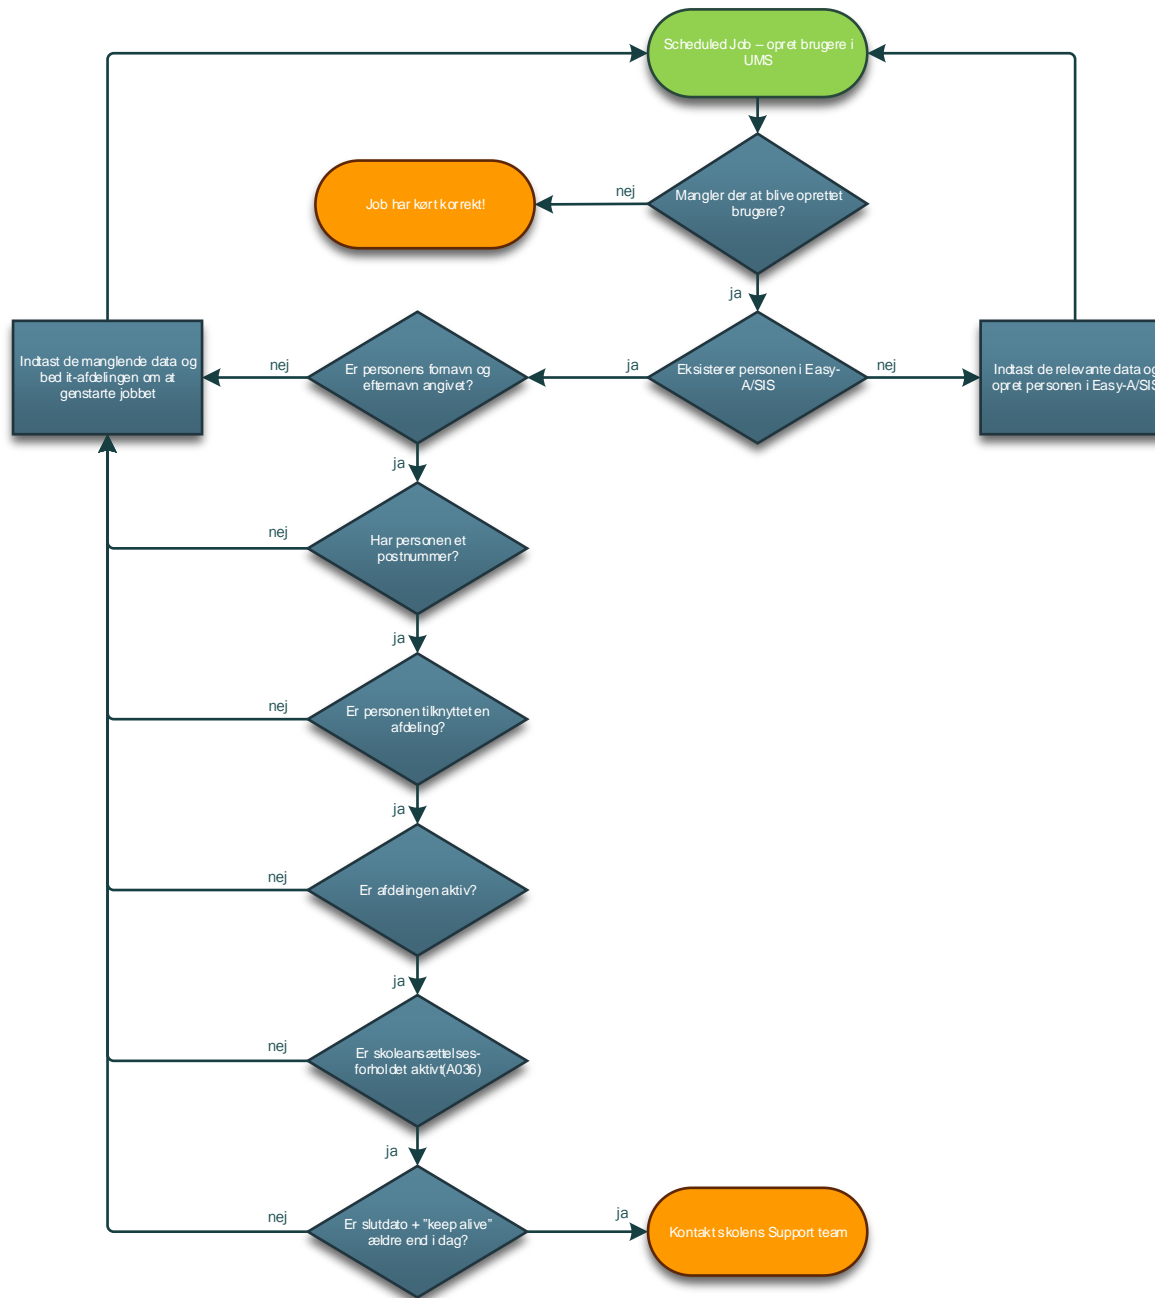 Scheduled Job – opret brugere i
UMS
Mangler der at blive oprettet
brugere?
nej
Job har kørt korrekt!
ja
Eksisterer personen i Easy-
A/SIS
nej
Indtast de relevante data og
opret personen i Easy-A/SIS
ja
Er personens fornavn og
efternavn angivet?
nej
Indtast de manglende data og
bed it-afdelingen om at
genstarte jobbet
ja
Har personen et
postnummer?
nej
ja
Er personen tilknyttet en
afdeling?
nej
ja
Er afdelingen aktiv?
nej
ja
Er skoleansættelses-
forholdet aktivt(A036)
nej
ja
Er slutdato + "keep alive"
ældre end i dag?
nej
ja
Kontakt skolens Support team